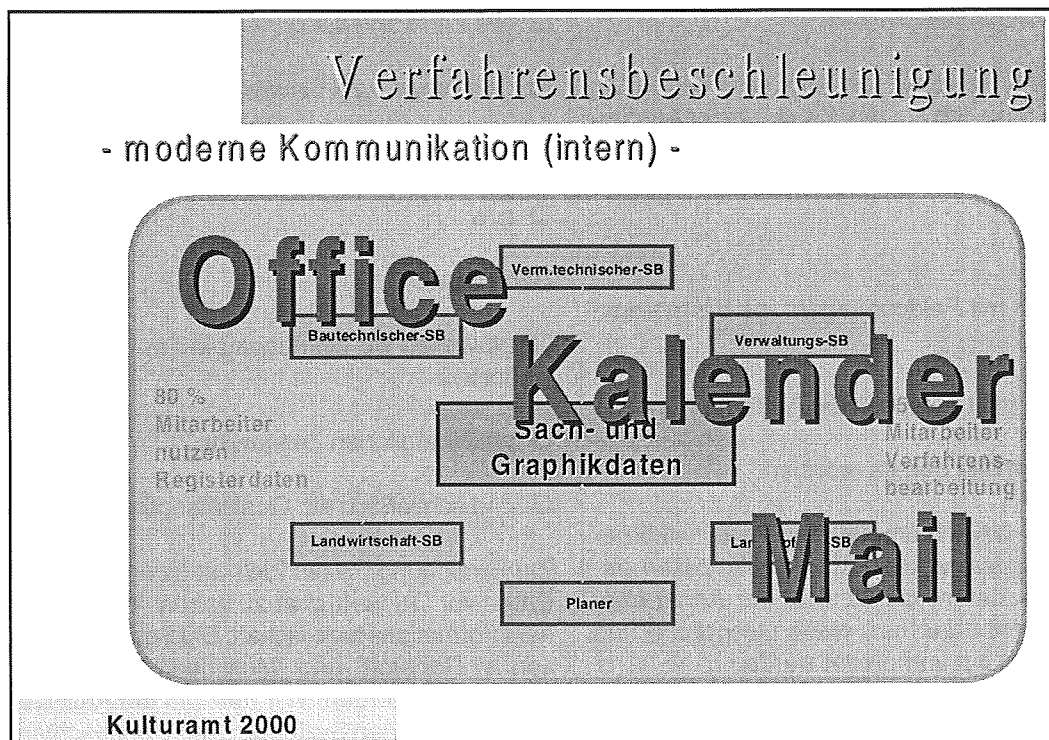 Verfahrensbeschleunigung
- moderne Kommunikation (intern) -
Office
Verm.technischer-SB
Bautechnischer-SB
Verwaltungs-SB
Kalender
80 %
Mitarbeiter
nutzen
Registerdaten
Sach- und
Graphikdaten
Mitarbeiter
Verfahrens-
bearbeitung
Landwirtschaft-SB
SB
Mail
Planer
Kulturamt 2000